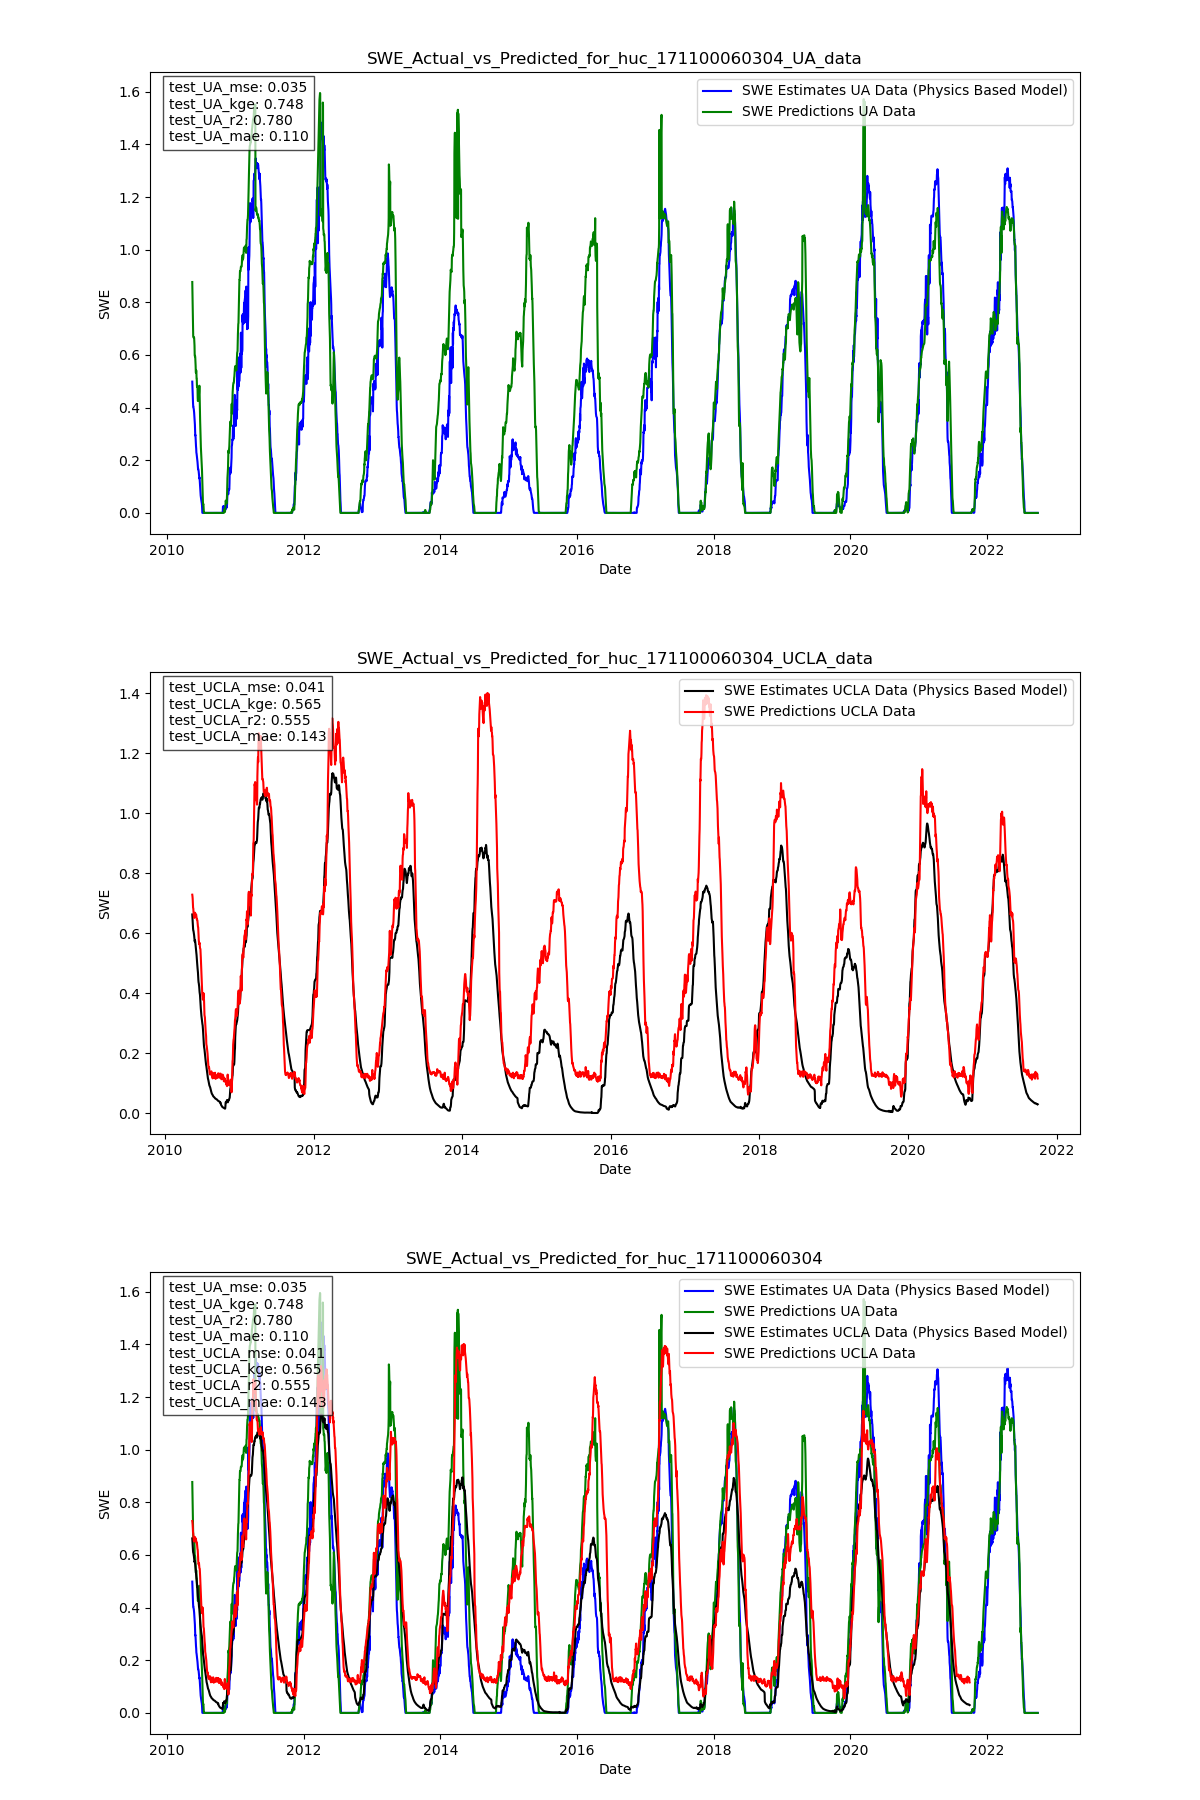 SWE_Actual_vs_Predicted_for_huc_171100060304_UA_data
test_UA_mse: 0.035
test_UA_kge: 0.748
test_UA_r2: 0.780
test_UA_mae: 0.110
SWE Estimates UA Data (Physics Based Model)
SWE Predictions UA Data
1.6
1.4
1.2
1.0
0.8
0.6
0.4
0.2
0.0
SWE
2010 2012 2014 2016 2018 2020 2022
Date
SWE_Actual_vs_Predicted_for_huc_171100060304_UCLA_data
test_UCLA_mse: 0.041
test_UCLA_kge: 0.565
test_UCLA_r2: 0.555
test_UCLA_mae: 0.143
SWE Estimates UCLA Data (Physics Based Model)
SWE Predictions UCLA Data
1.4
1.2
1.0
0.8
0.6
0.4
0.2
0.0
SWE
2010 2012 2014 2016 2018 2020 2022
Date
SWE_Actual_vs_Predicted_for_huc_171100060304
test_UA_mse: 0.035
test_UA_kge: 0.748
test_UA_r2: 0.780
test_UA_mae: 0.110
test_UCLA_mse: 0.041
test_UCLA_kge: 0.565
test_UCLA_r2: 0.555
test_UCLA_mae: 0.143
SWE Estimates UA Data (Physics Based Model)
SWE Predictions UA Data
SWE Estimates UCLA Data (Physics Based Model)
SWE Predictions UCLA Data
1.6
1.4
1.2
1.0
0.8
0.6
0.4
0.2
0.0
SWE
2010 2012 2014 2016 2018 2020 2022
Date